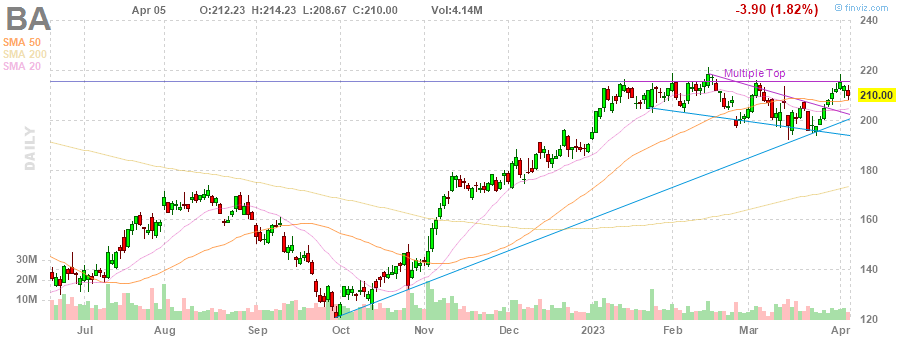 BA Apr 05 O:212.23 H:214.23 L:208.67 C:210.00 Vol:4.14M -3.90 (1.82%) © finviz.com
240
SMA 50
SMA 200
SMA 20
220
Multiple Top
210.00
200
DAILY
180
160
30M
140
20M
10M
120
Jul Aug Sep Oct Nov Dec 2023 Feb Mar Apr